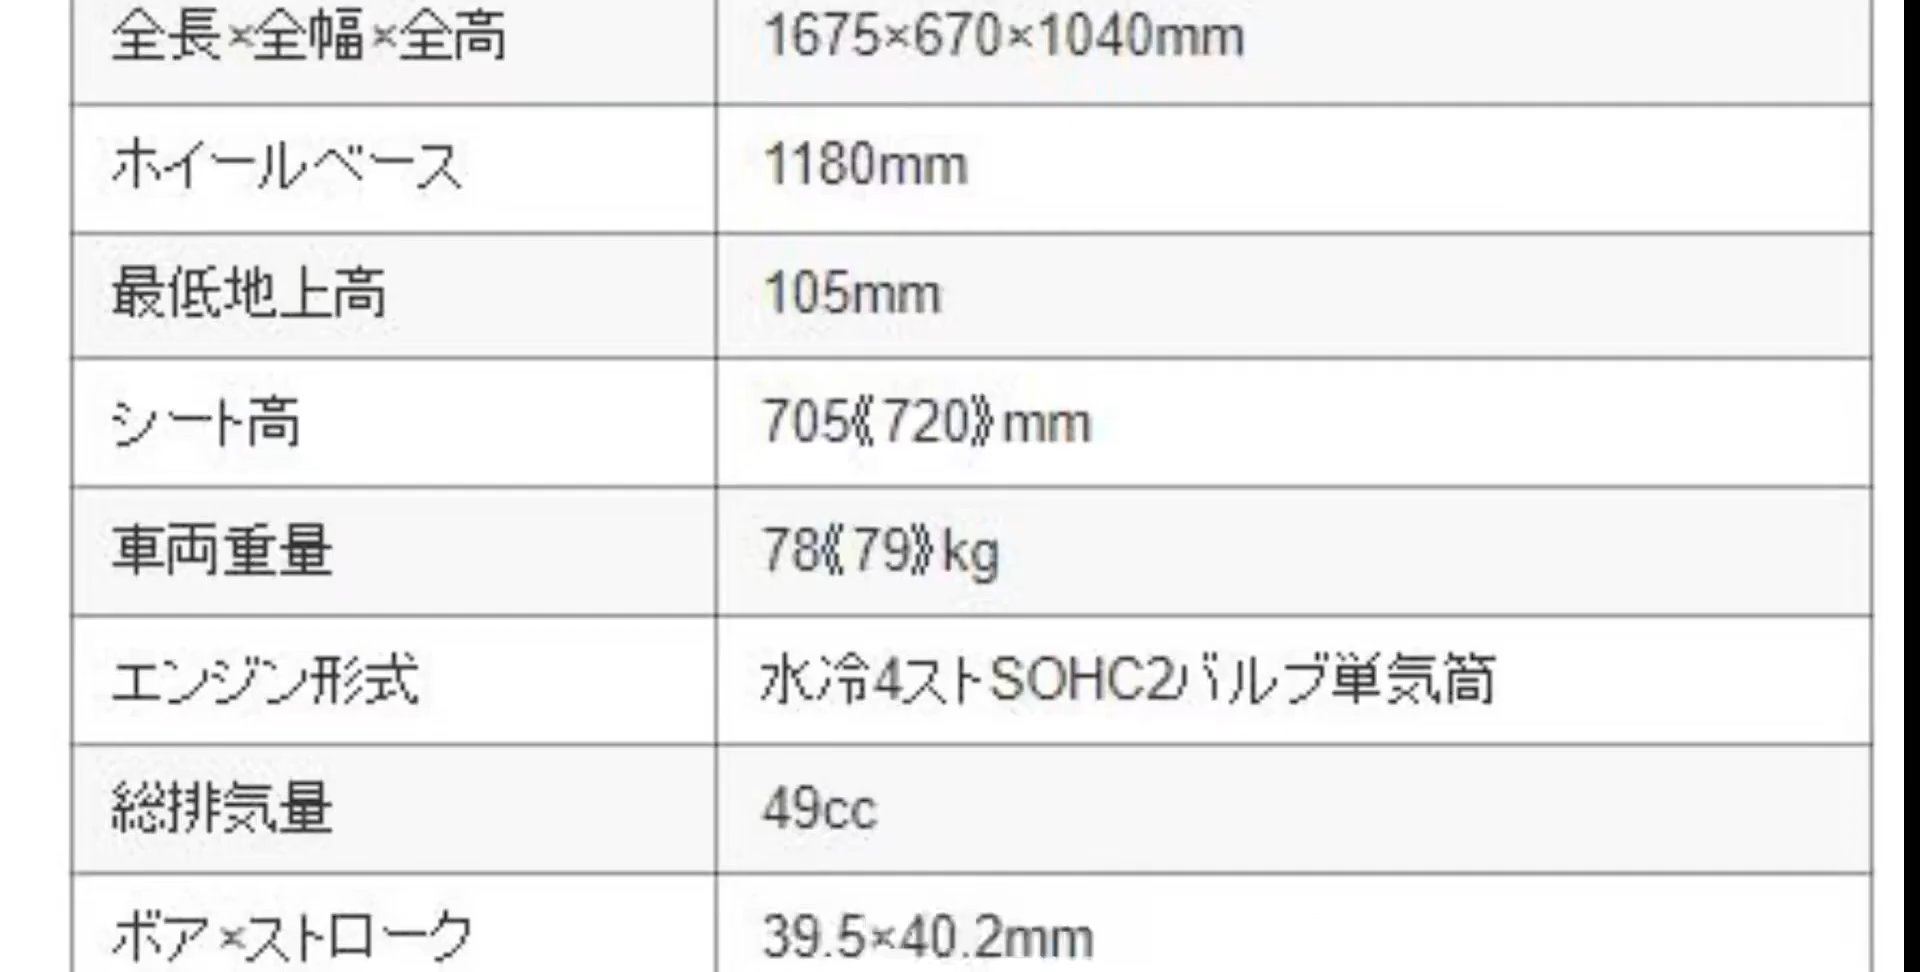 全長×全幅×全高 1675×670×1040mm
ホイールベース 1180mm
最低地上高 105mm
シート高 705《720》mm
車両重量 78《79》kg
エンジン形式 水冷4ストSOHC2バルブ単気筒
総排気量 49cc
ボア×ストローク 39.5×40.2mm